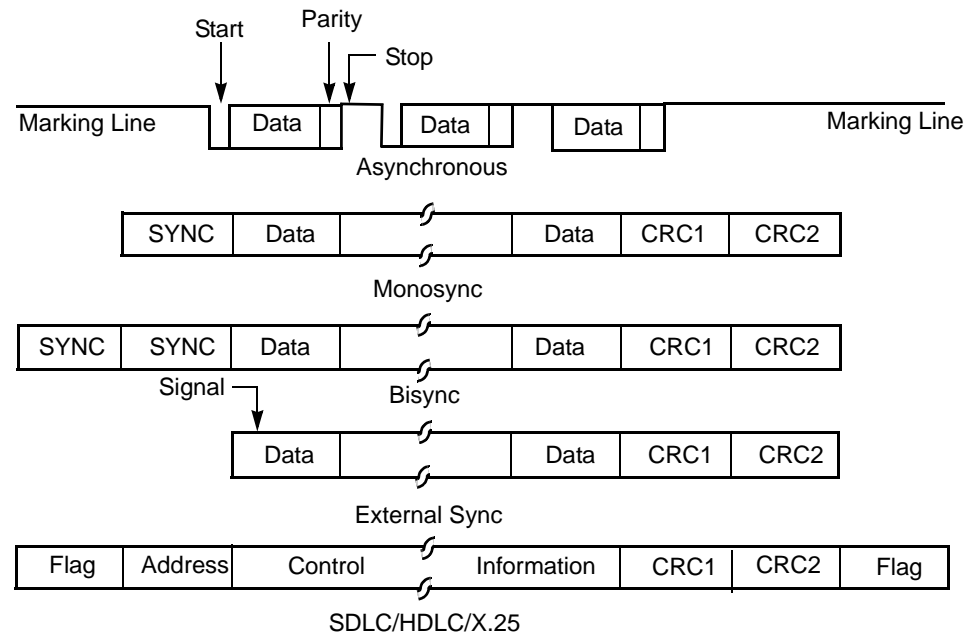 Start
Parity
Stop
Marking Line
Data
Data
Data
Marking Line
Asynchronous
SYNC Data Data CRC1 CRC2
Monosync
SYNC SYNC Data Data CRC1 CRC2
Signal
Bisync
Data Data CRC1 CRC2
External Sync
Flag Address Control Information CRC1 CRC2 Flag
SDLC/HDLC/X.25